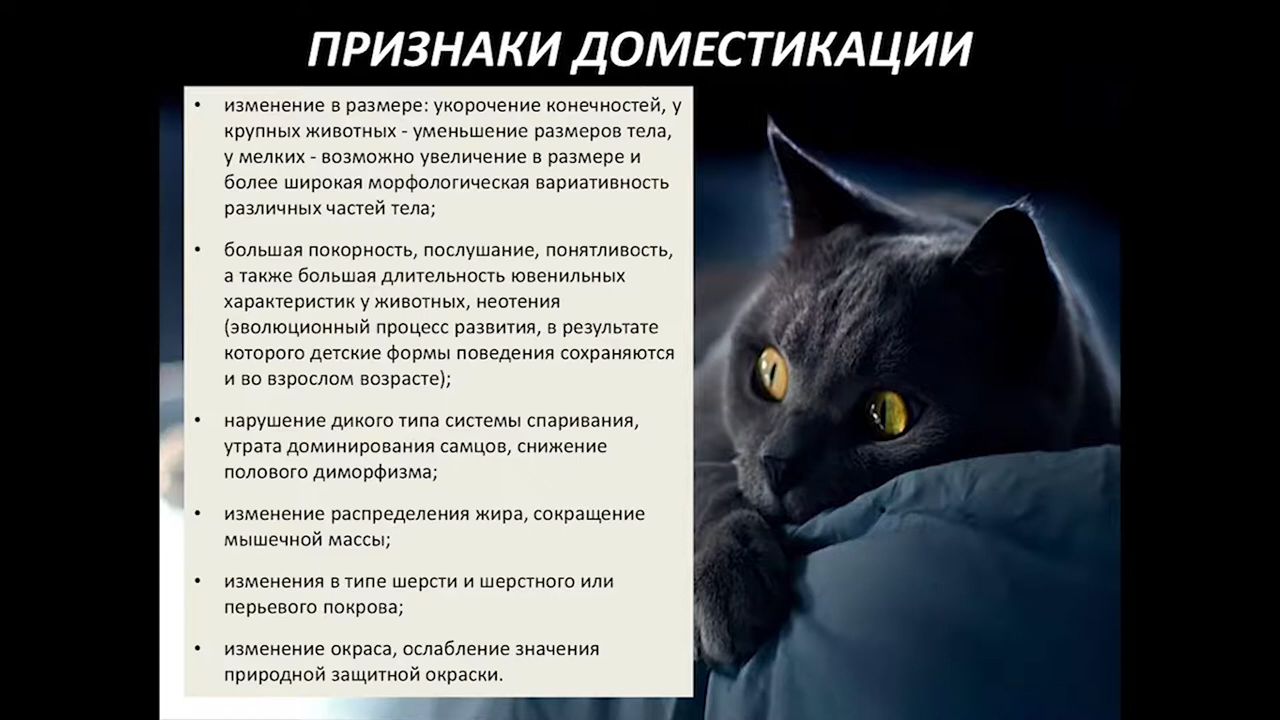 ПРИЗНАКИ ДОМЕСТИКАЦИИ
• изменение в размере: укорочение конечностей, у
крупных животных - уменьшение размеров тела,
у мелких - возможно увеличение в размере и
более широкая морфологическая вариативность
различных частей тела;
• большая покорность, послушание, понятливость,
а также большая длительность ювенильных
характеристик у животных, неотения
(эволюционный процесс развития, в результате
которого детские формы поведения сохраняются
и во взрослом возрасте);
• нарушение дикого типа системы спаривания,
утрата доминирования самцов, снижение
полового диморфизма;
• изменение распределения жира, сокращение
мышечной массы;
• изменения в типе шерсти и шерстного или
перьевого покрова;
• изменение окраса, ослабление значения
природной защитной окраски.